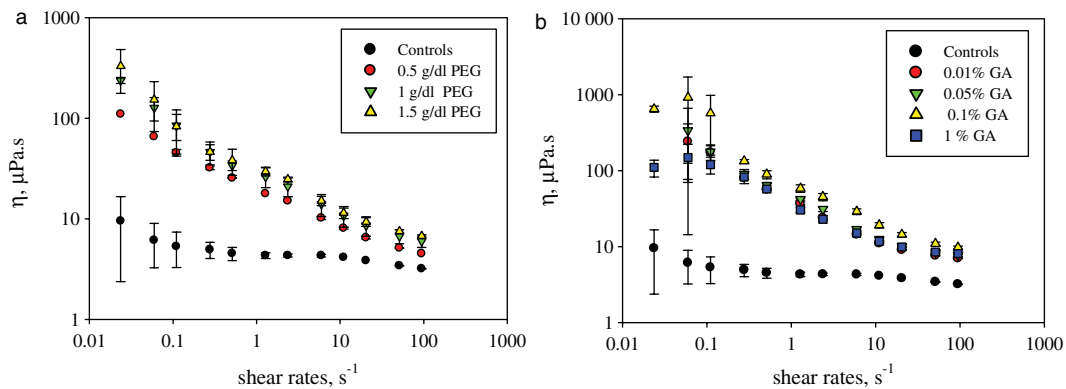 a
1000
100
10
1
0.01 0.1 1 10 100 1000
η, μPa.s
shear rates, s-1
Controls
0.5 g/dl PEG
1 g/dl PEG
1.5 g/dl PEG
b
10 000
1000
100
10
1
0.01 0.1 1 10 100 1000
η, μPa.s
shear rates, s-1
Controls
0.01% GA
0.05% GA
0.1% GA
1 % GA